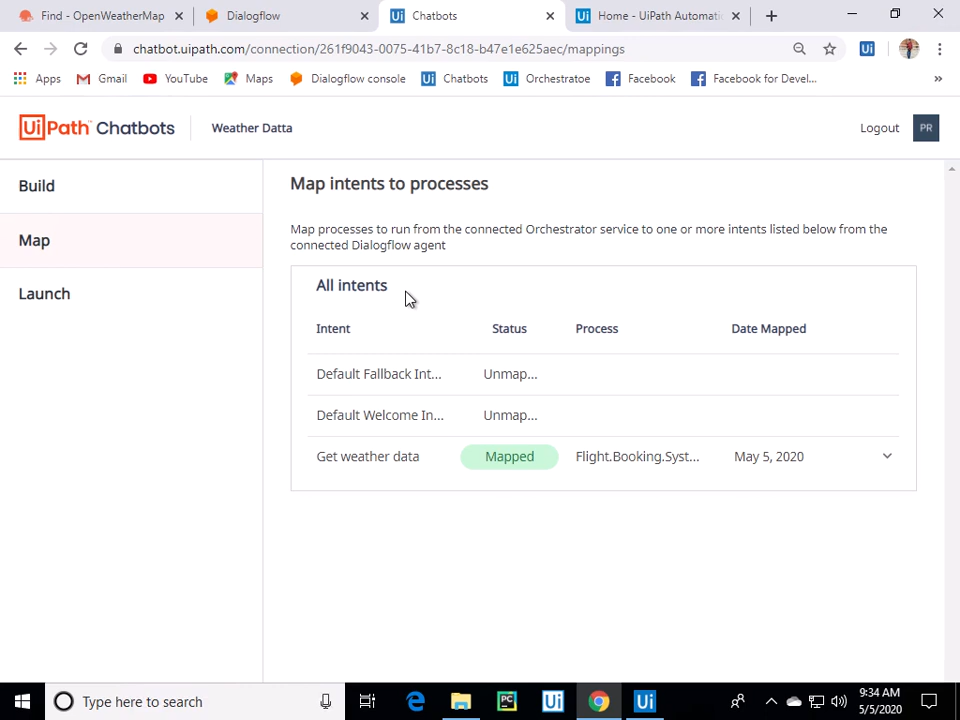 Find - OpenWeatherMap
Dialogflow
Chatbots
Home - UiPath Automati
chatbot.uipath.com/connection/261f9043-0075-41b7-8c18-b47e1e625aec/mappings
Apps
Gmail
YouTube
Maps
Dialogflow console
Chatbots
Orchestratoe
Facebook
Facebook for Devel...
UiPath Chatbots
Weather Datta
Logout
PR
Build
Map
Launch
Map intents to processes
Map processes to run from the connected Orchestrator service to one or more intents listed below from the
connected Dialogflow agent
All intents
Intent Status Process Date Mapped
Default Fallback Int... Unmap...
Default Welcome In... Unmap...
Get weather data Mapped Flight.Booking.Syst... May 5, 2020
Type here to search
9:34 AM
5/5/2020